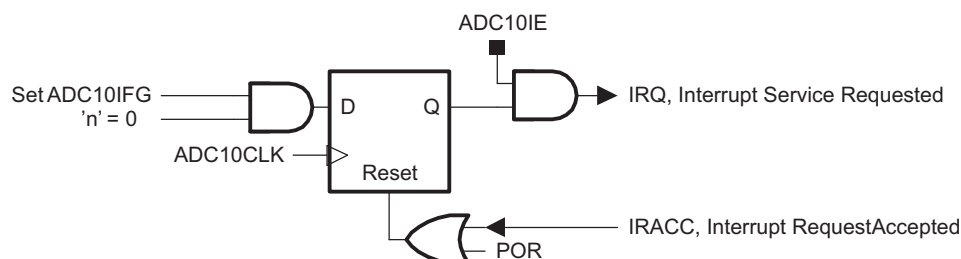 ADC10IE
Set ADC10IFG
'n' = 0
D
Q
IRQ, Interrupt Service Requested
ADC10CLK
Reset
IRACC, Interrupt RequestAccepted
POR